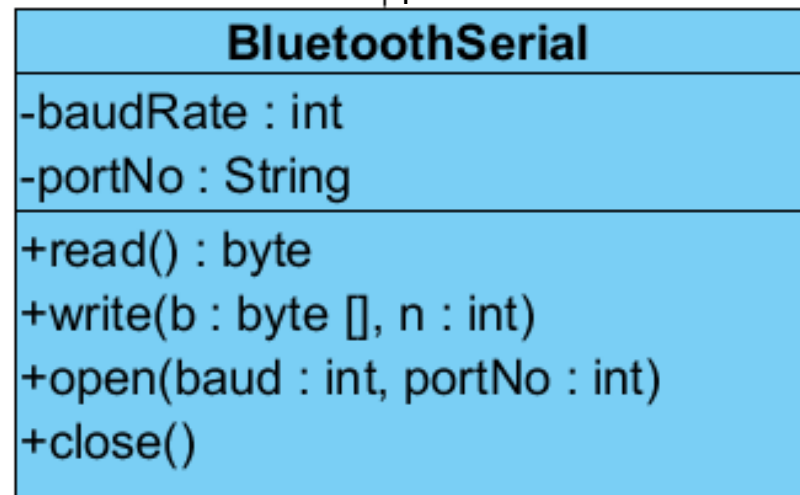 BluetoothSerial
-baudRate : int
-portNo : String
+read() : byte
+write(b : byte [], n : int)
+open(baud : int, portNo : int)
+close()